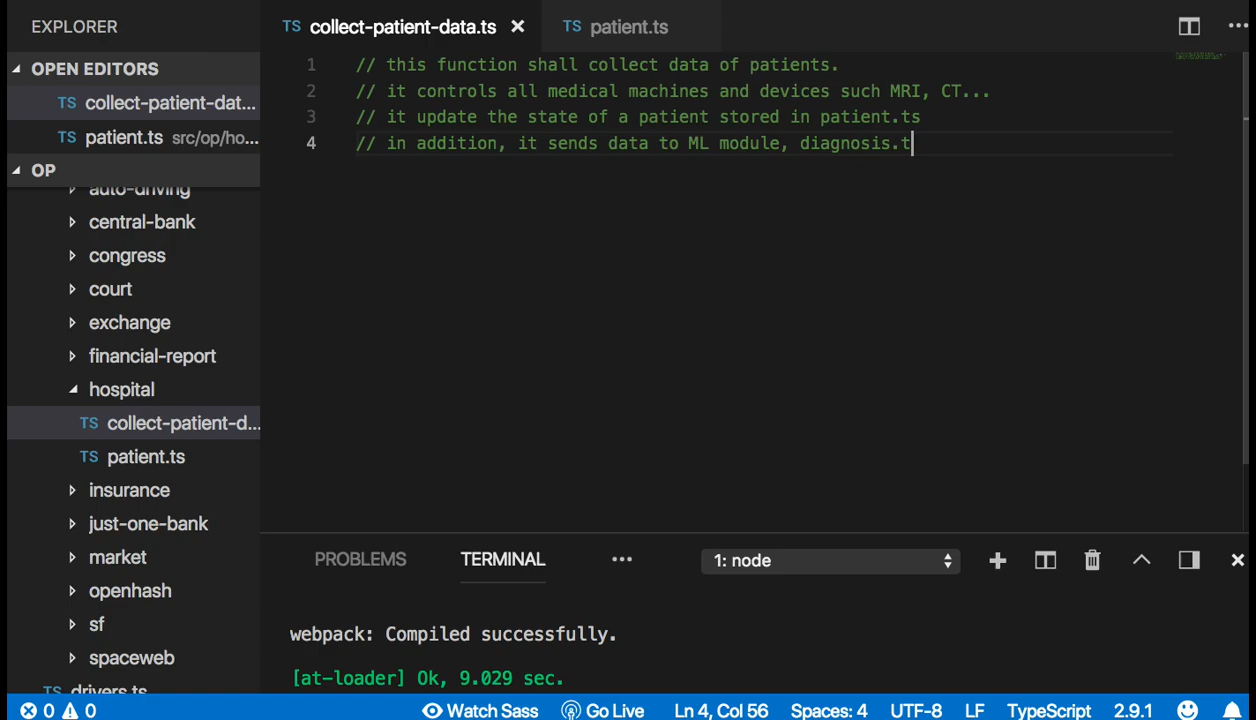 EXPLORER
TS collect-patient-data.ts ×
TS patient.ts
OPEN EDITORS
TS collect-patient-dat...
TS patient.ts src/op/ho...
OP
auto-driving
central-bank
congress
court
exchange
financial-report
hospital
TS collect-patient-d...
TS patient.ts
insurance
just-one-bank
market
openhash
sf
spaceweb
TS drivers.ts
1 // this function shall collect data of patients.
2 // it controls all medical machines and devices such MRI, CT...
3 // it update the state of a patient stored in patient.ts
4 // in addition, it sends data to ML module, diagnosis.t
PROBLEMS TERMINAL ... 1: node
webpack: Compiled successfully.
[at-loader] Ok, 9.029 sec.
0 0 Watch Sass Go Live Ln 4, Col 56 Spaces: 4 UTF-8 LF TypeScript 2.9.1